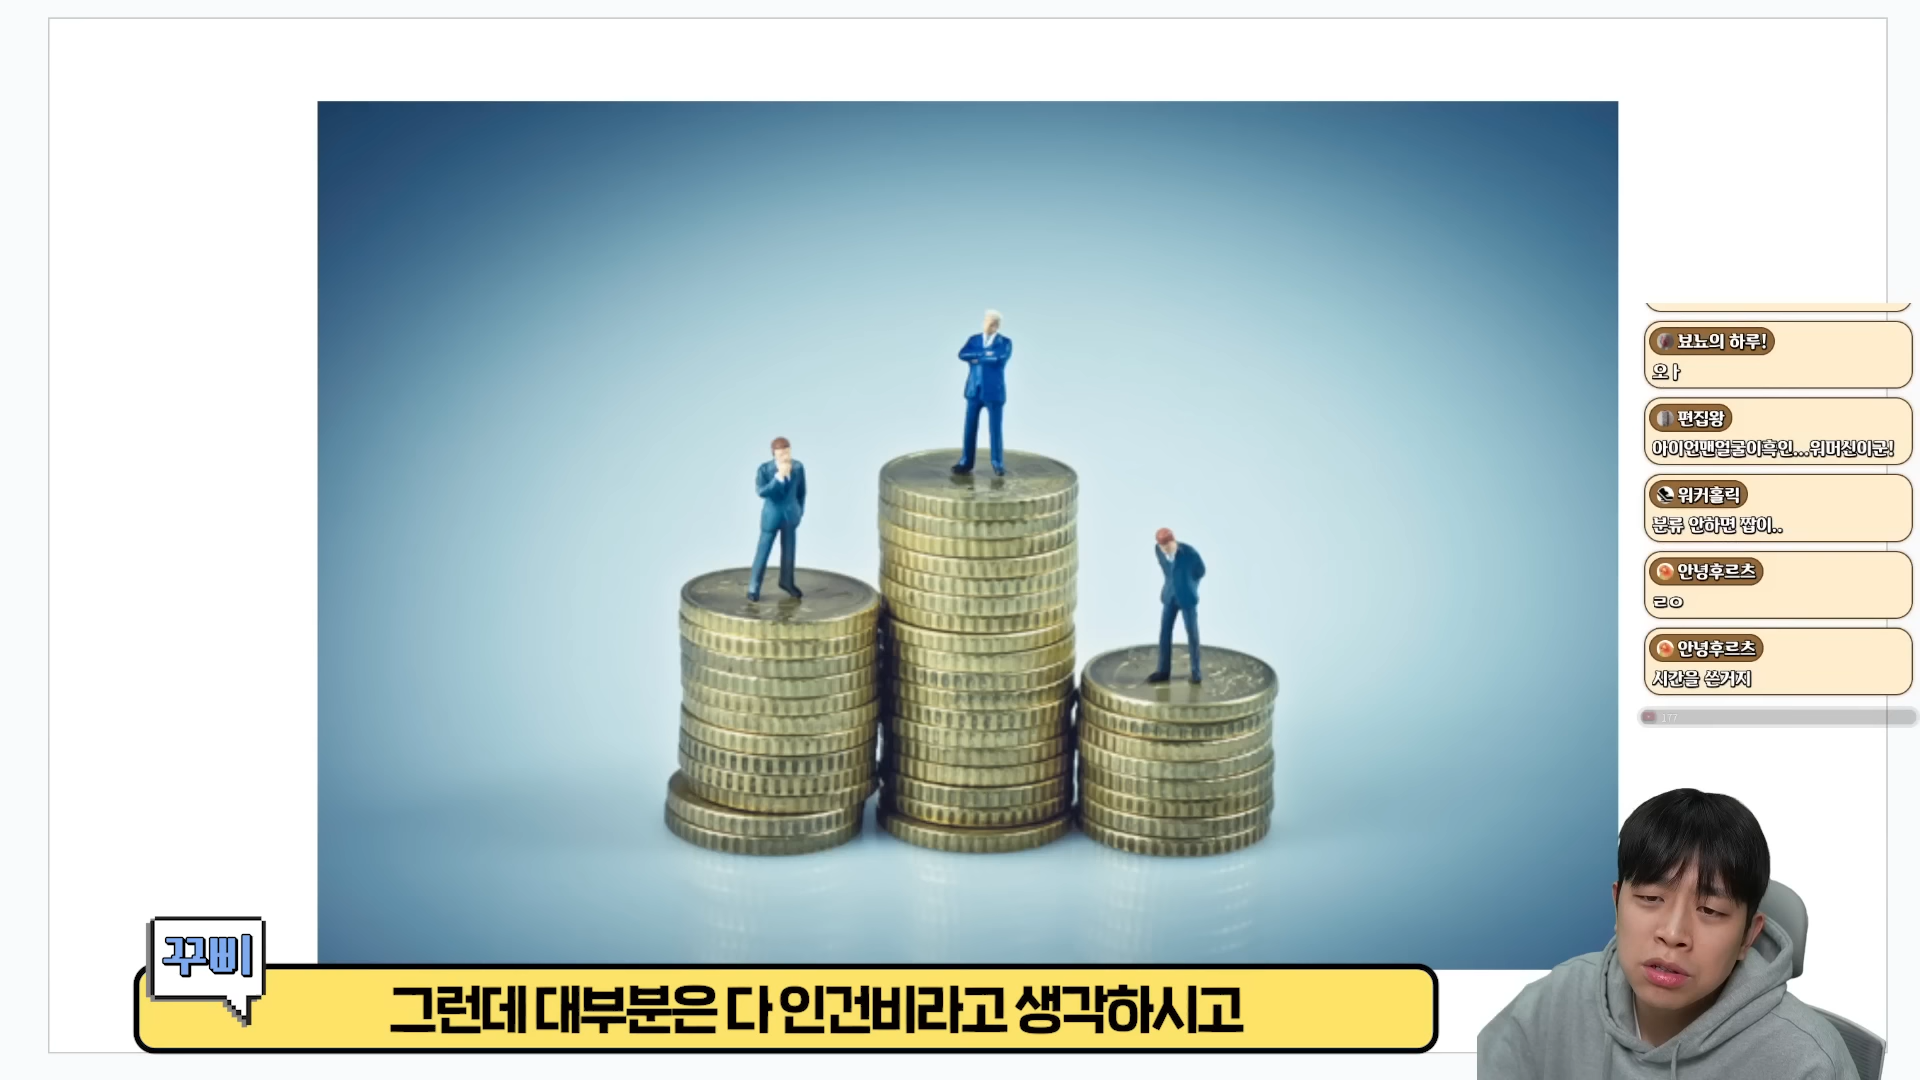 뵤뇨의 하루!
오ㅏ
편집왕
아이언맨얼굴이흑인...워머신이군!
워커홀릭
분류 안하면 짭이..
안녕후르츠
ㄹㅇ
안녕후르츠
시간을 쓴거지
177
꾸삐
그런데 대부분은 다 인건비라고 생각하시고